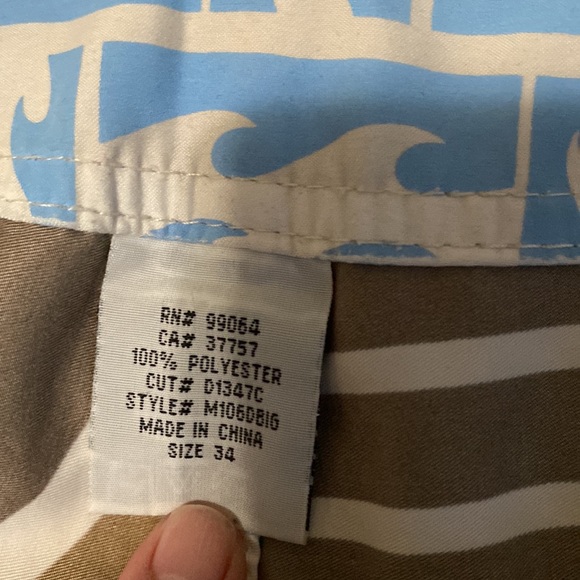 RN# 99064
CA# 37757
100% POLYESTER
CUT# D1347C
STYLE# M106DBIG
MADE IN CHINA
SIZE 34